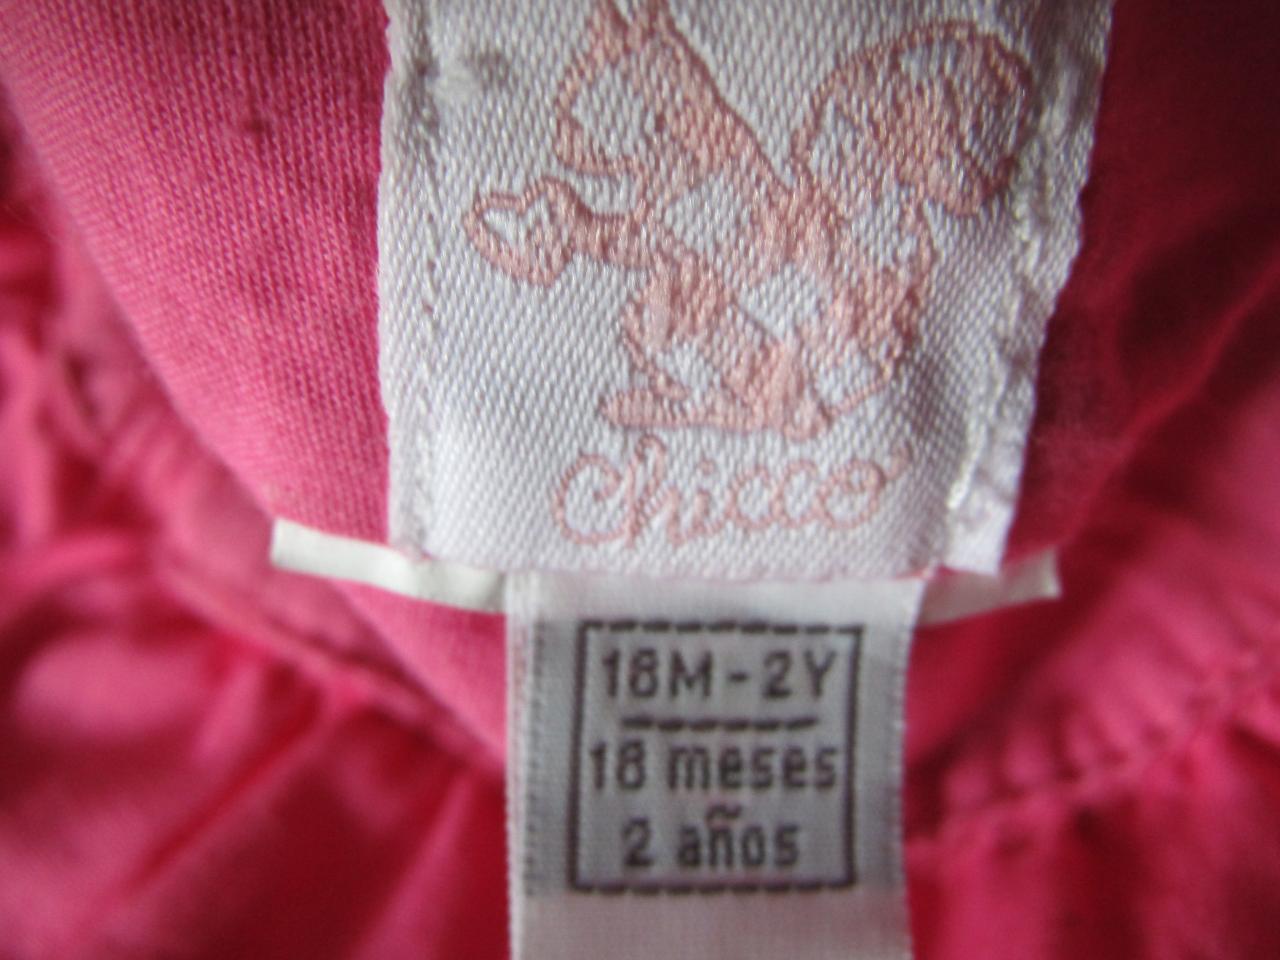 chicco
18M - 2Y
18 meses
2 años